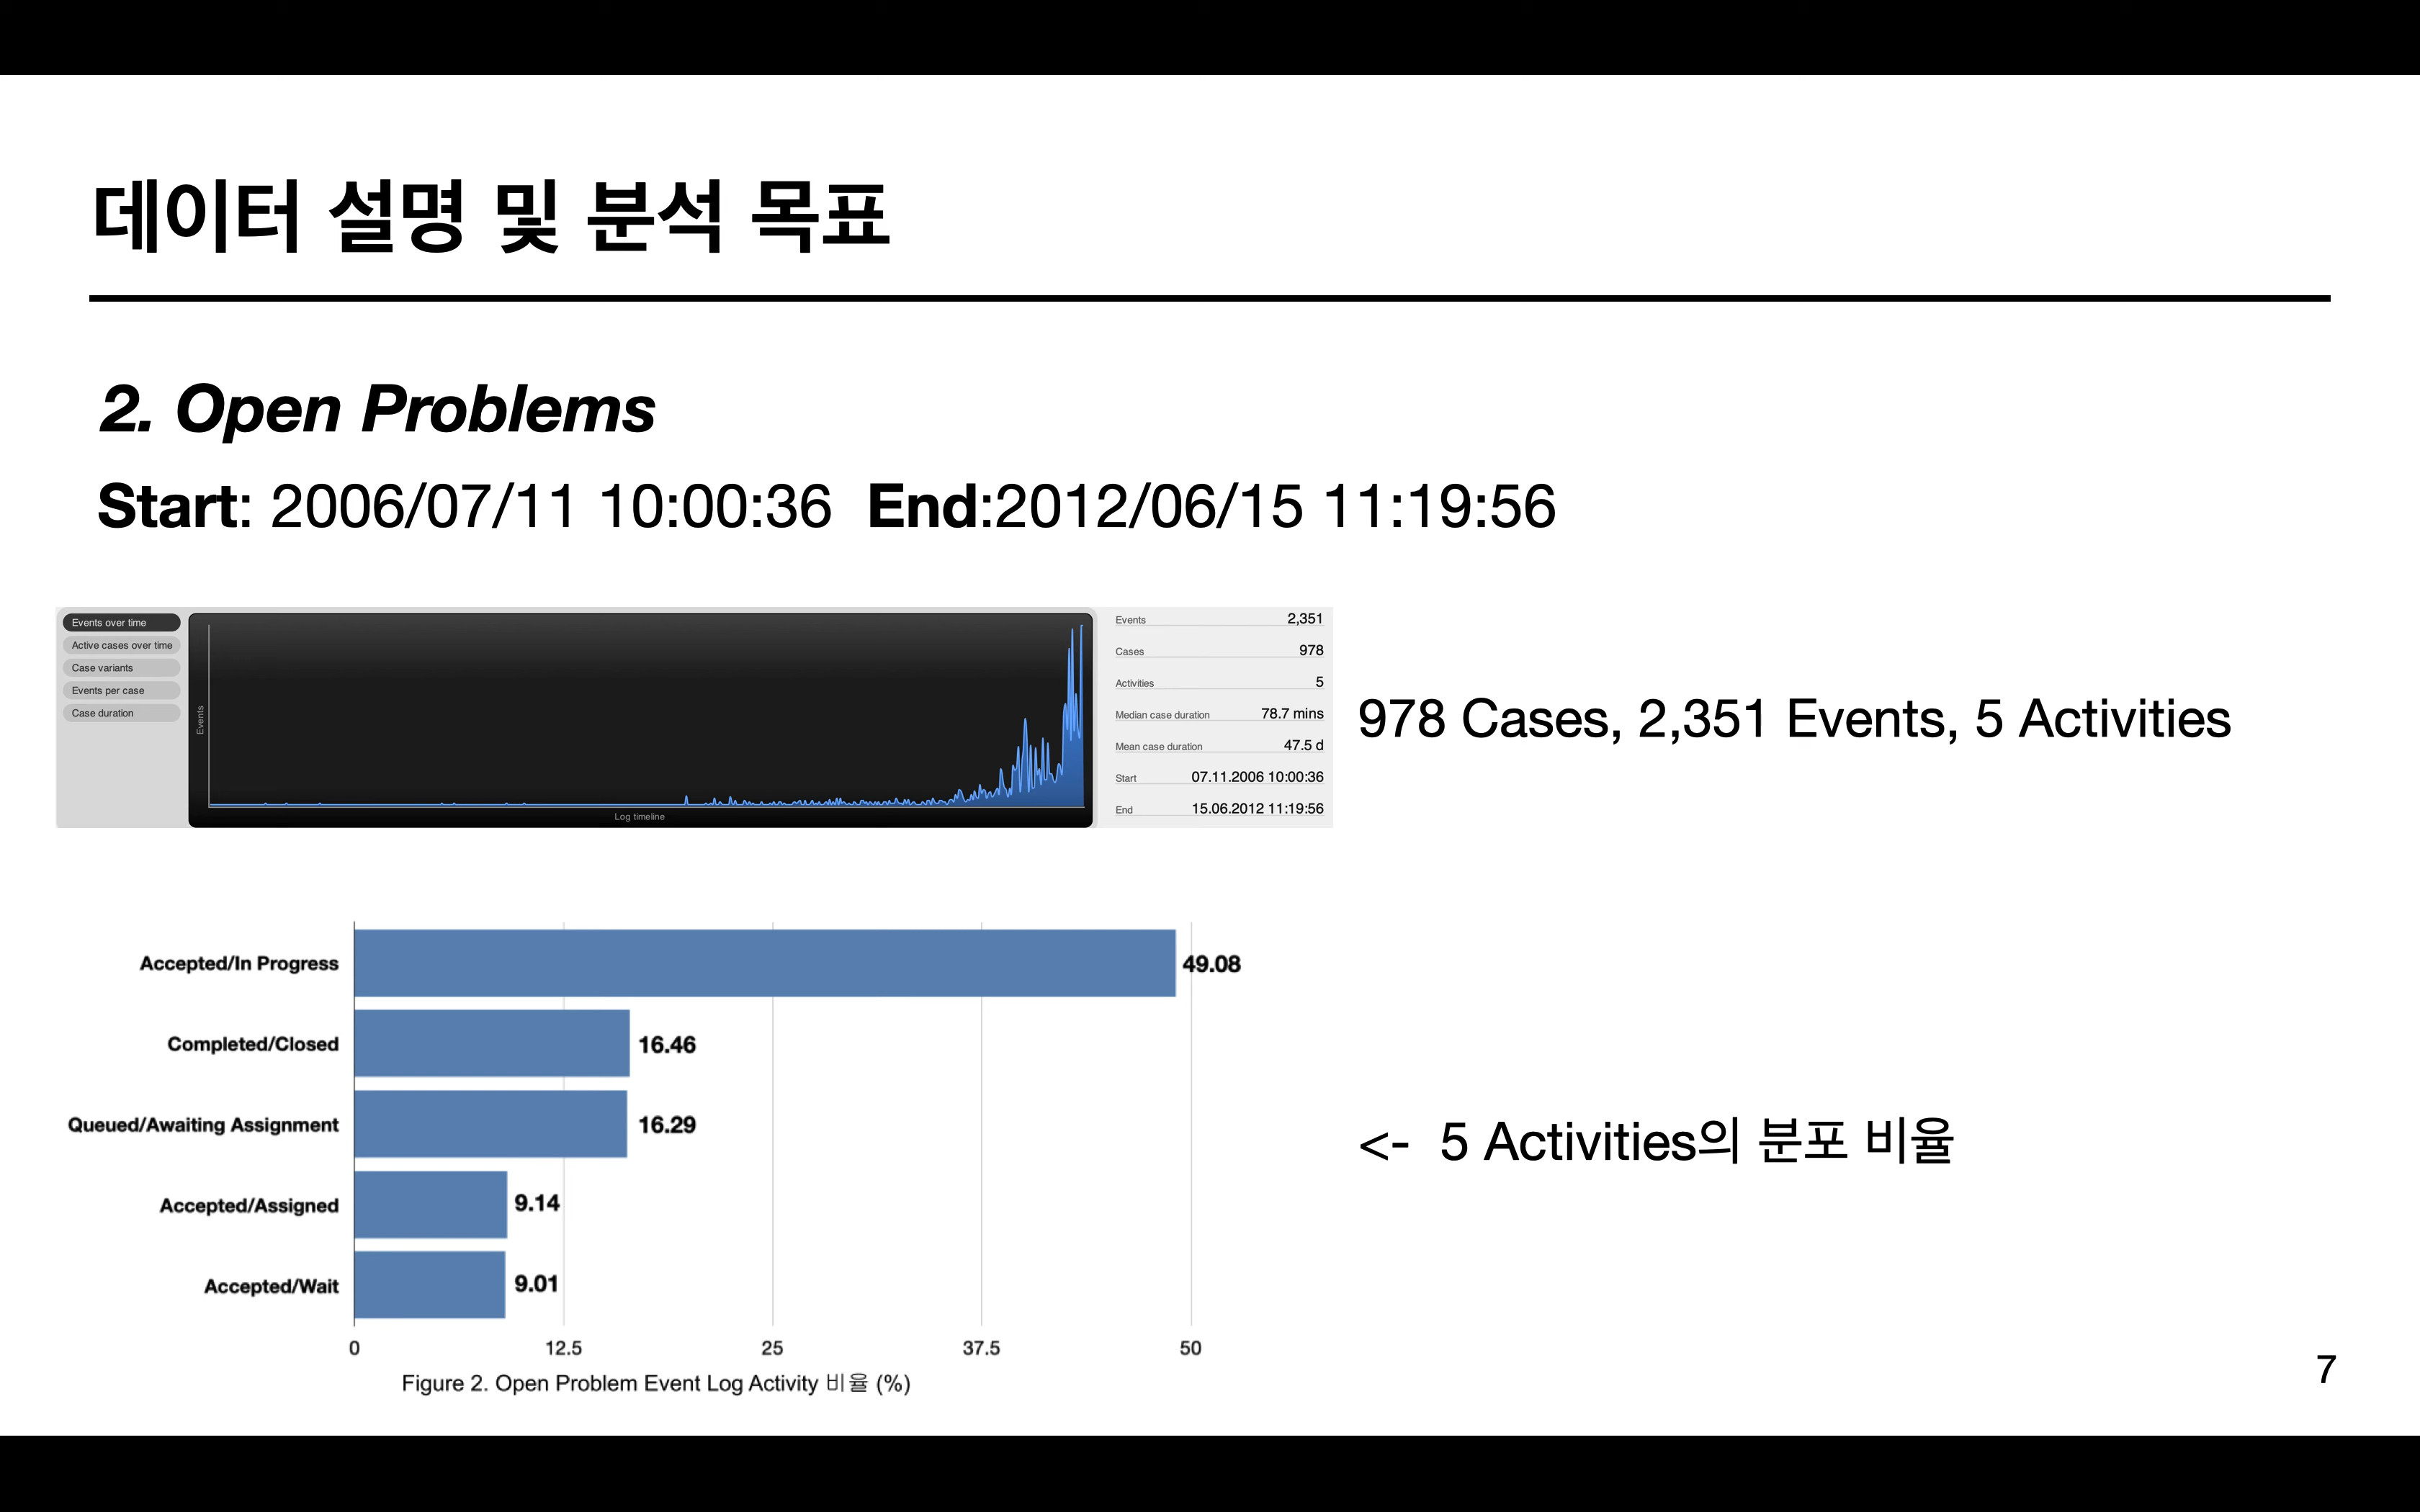 데이터 설명 및 분석 목표
2. Open Problems
Start: 2006/07/11 10:00:36 End:2012/06/15 11:19:56
Events over time
Active cases over time
Case variants
Events per case
Case duration
Events
Log timeline
Events 2,351
Cases 978
Activities 5
Median case duration 78.7 mins
Mean case duration 47.5 d
Start 07.11.2006 10:00:36
End 15.06.2012 11:19:56
978 Cases, 2,351 Events, 5 Activities
Accepted/In Progress 49.08
Completed/Closed 16.46
Queued/Awaiting Assignment 16.29
Accepted/Assigned 9.14
Accepted/Wait 9.01
0 12.5 25 37.5 50
Figure 2. Open Problem Event Log Activity 비율 (%)
<- 5 Activities의 분포 비율
7